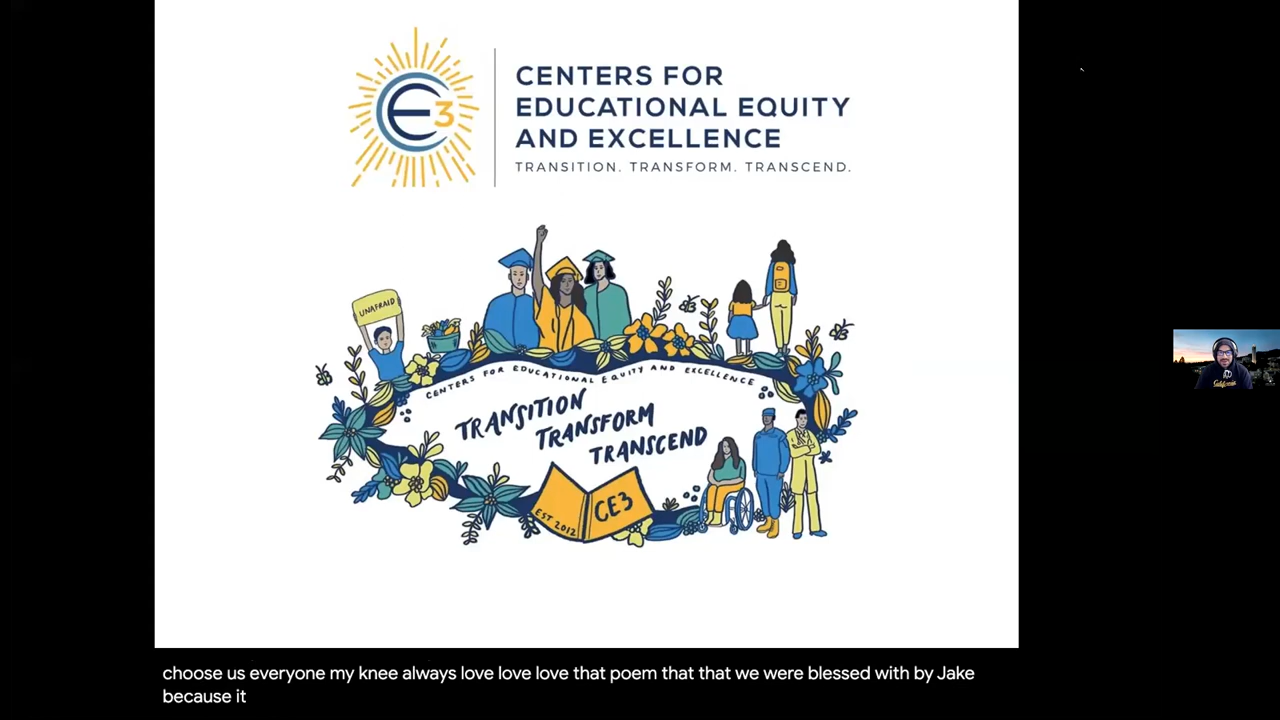 CE3
CENTERS FOR
EDUCATIONAL EQUITY
AND EXCELLENCE
TRANSITION. TRANSFORM. TRANSCEND.
UNAFRAID
CENTERS FOR EDUCATIONAL EQUITY AND EXCELLENCE
TRANSITION
TRANSFORM
TRANSCEND
EST 2012
CE3
choose us everyone my knee always love love love that poem that that we were blessed with by Jake
because it